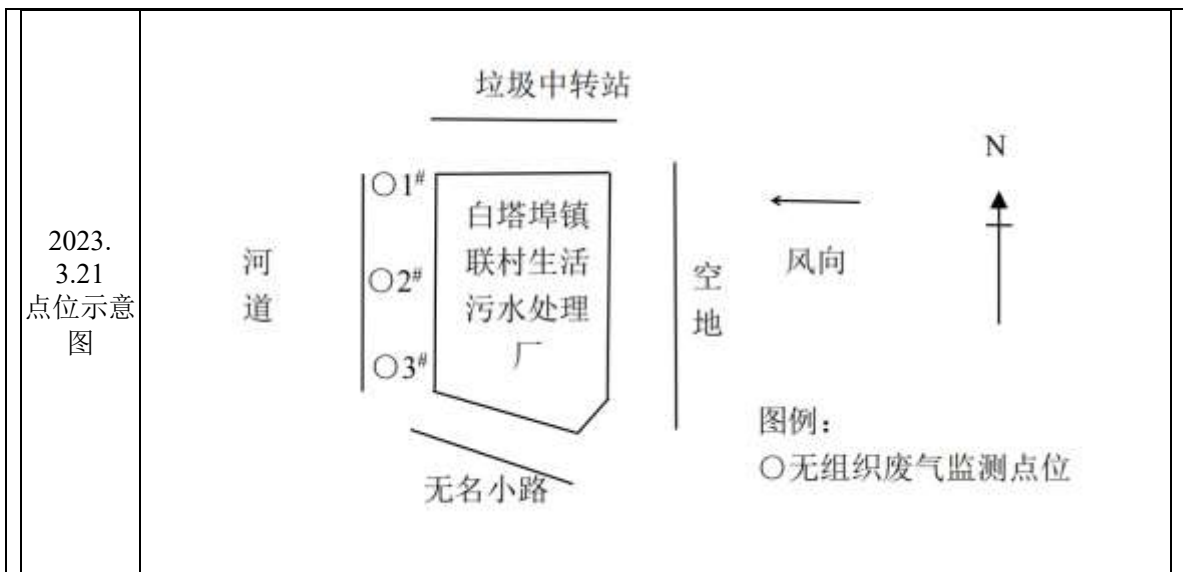 2023.
3.21
点位示意
图
垃圾中转站
N
○1#
白塔埠镇
联村生活
污水处理
厂
○2#
○3#
河
道
空
地
风向
图例：
○无组织废气监测点位
无名小路